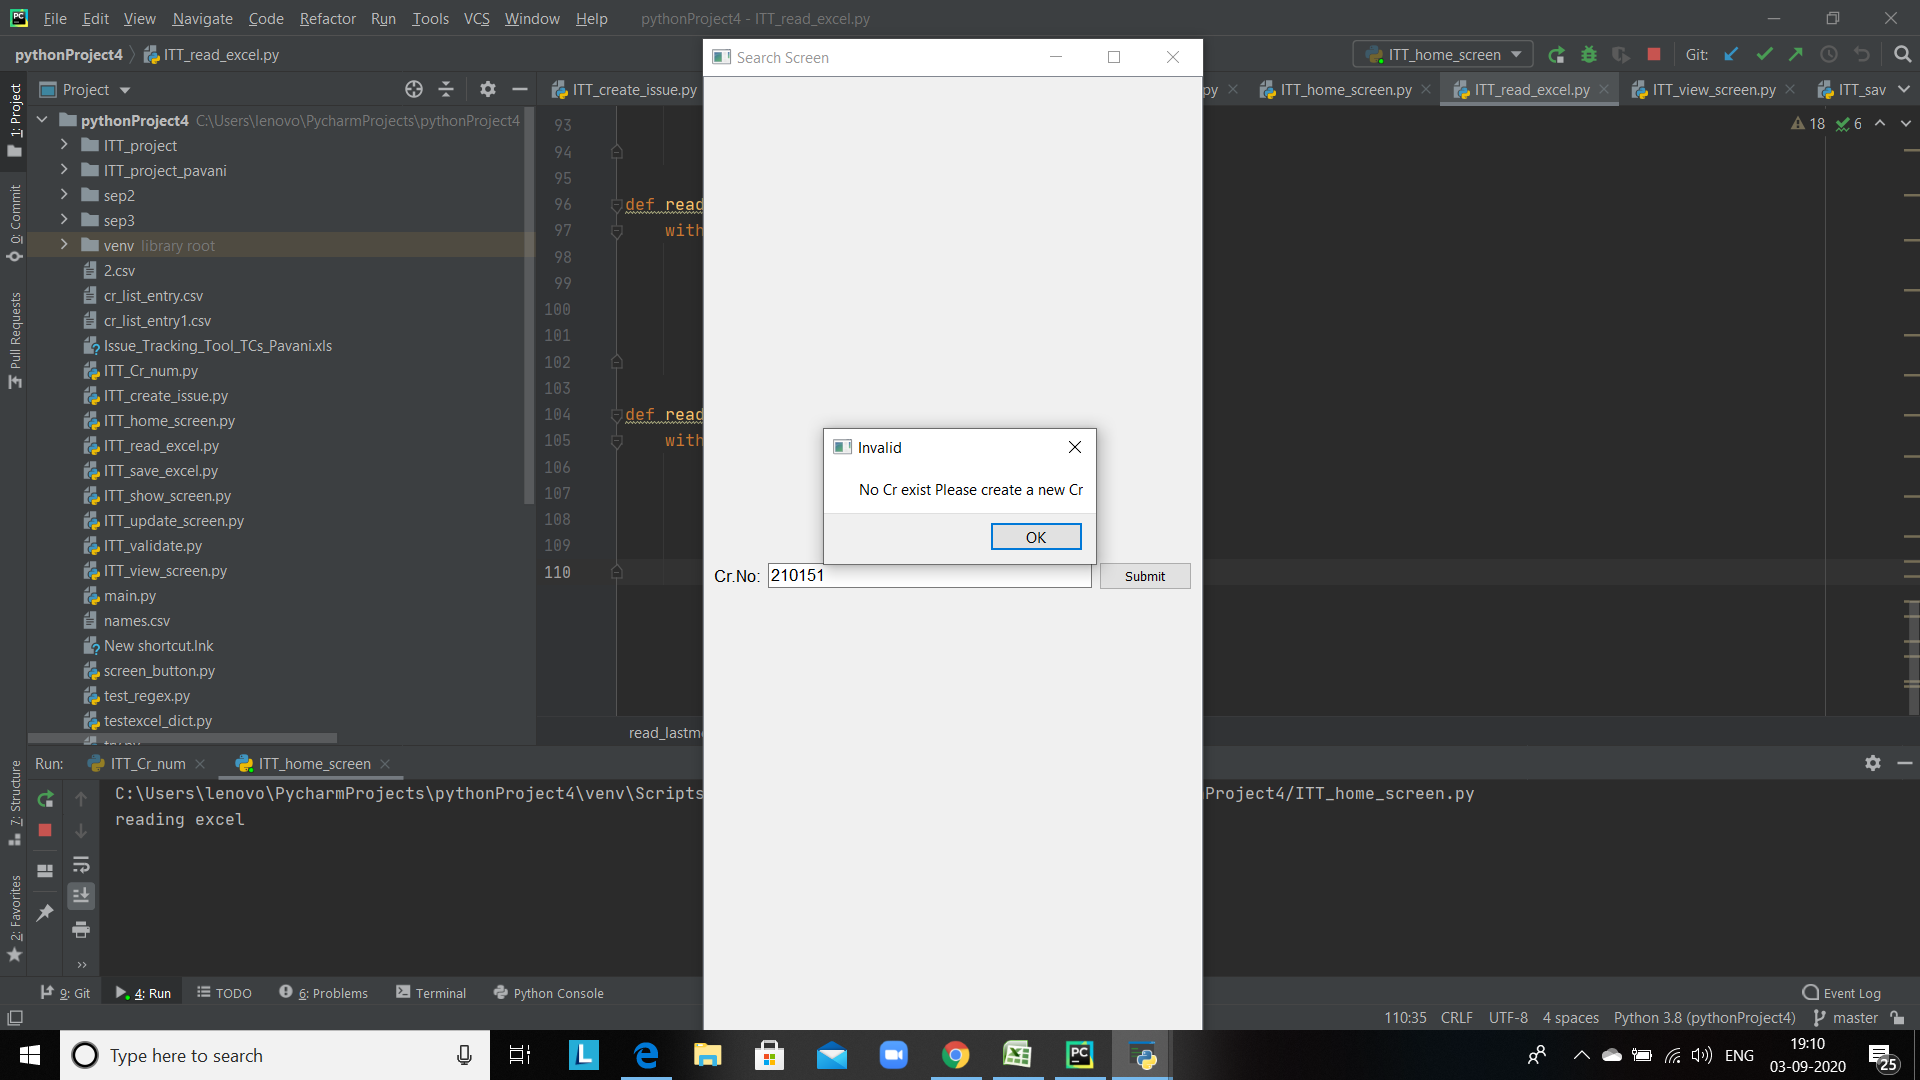 File Edit View Navigate Code Refactor Run Tools VCS Window Help pythonProject4 - ITT_read_excel.py
pythonProject4 ITT_read_excel.py
ITT_home_screen
Git:
Search Screen
Project
ITT_create_issue.py
py
ITT_home_screen.py
ITT_read_excel.py
ITT_view_screen.py
ITT_sav
18 6
1: Project
0: Commit
Pull Requests
7: Structure
2: Favorites
pythonProject4 C:\Users\lenovo\PycharmProjects\pythonProject4
ITT_project
ITT_project_pavani
sep2
sep3
venv library root
2.csv
cr_list_entry.csv
cr_list_entry1.csv
Issue_Tracking_Tool_TCs_Pavani.xls
ITT_Cr_num.py
ITT_create_issue.py
ITT_home_screen.py
ITT_read_excel.py
ITT_save_excel.py
ITT_show_screen.py
ITT_update_screen.py
ITT_validate.py
ITT_view_screen.py
main.py
names.csv
New shortcut.lnk
screen_button.py
test_regex.py
testexcel_dict.py
93
94
95
96 def read
97 with
98
99
100
101
102
103
104 def read
105 with
106
107
108
109
110
read_lastm
Invalid
No Cr exist Please create a new Cr
OK
Cr.No: 210151 Submit
Run: ITT_Cr_num ITT_home_screen
C:\Users\lenovo\PycharmProjects\pythonProject4\venv\Scripts
Project4/ITT_home_screen.py
reading excel
9: Git 4: Run TODO 6: Problems Terminal Python Console Event Log
110:35 CRLF UTF-8 4 spaces Python 3.8 (pythonProject4) master
Type here to search
ENG
19:10
03-09-2020
25